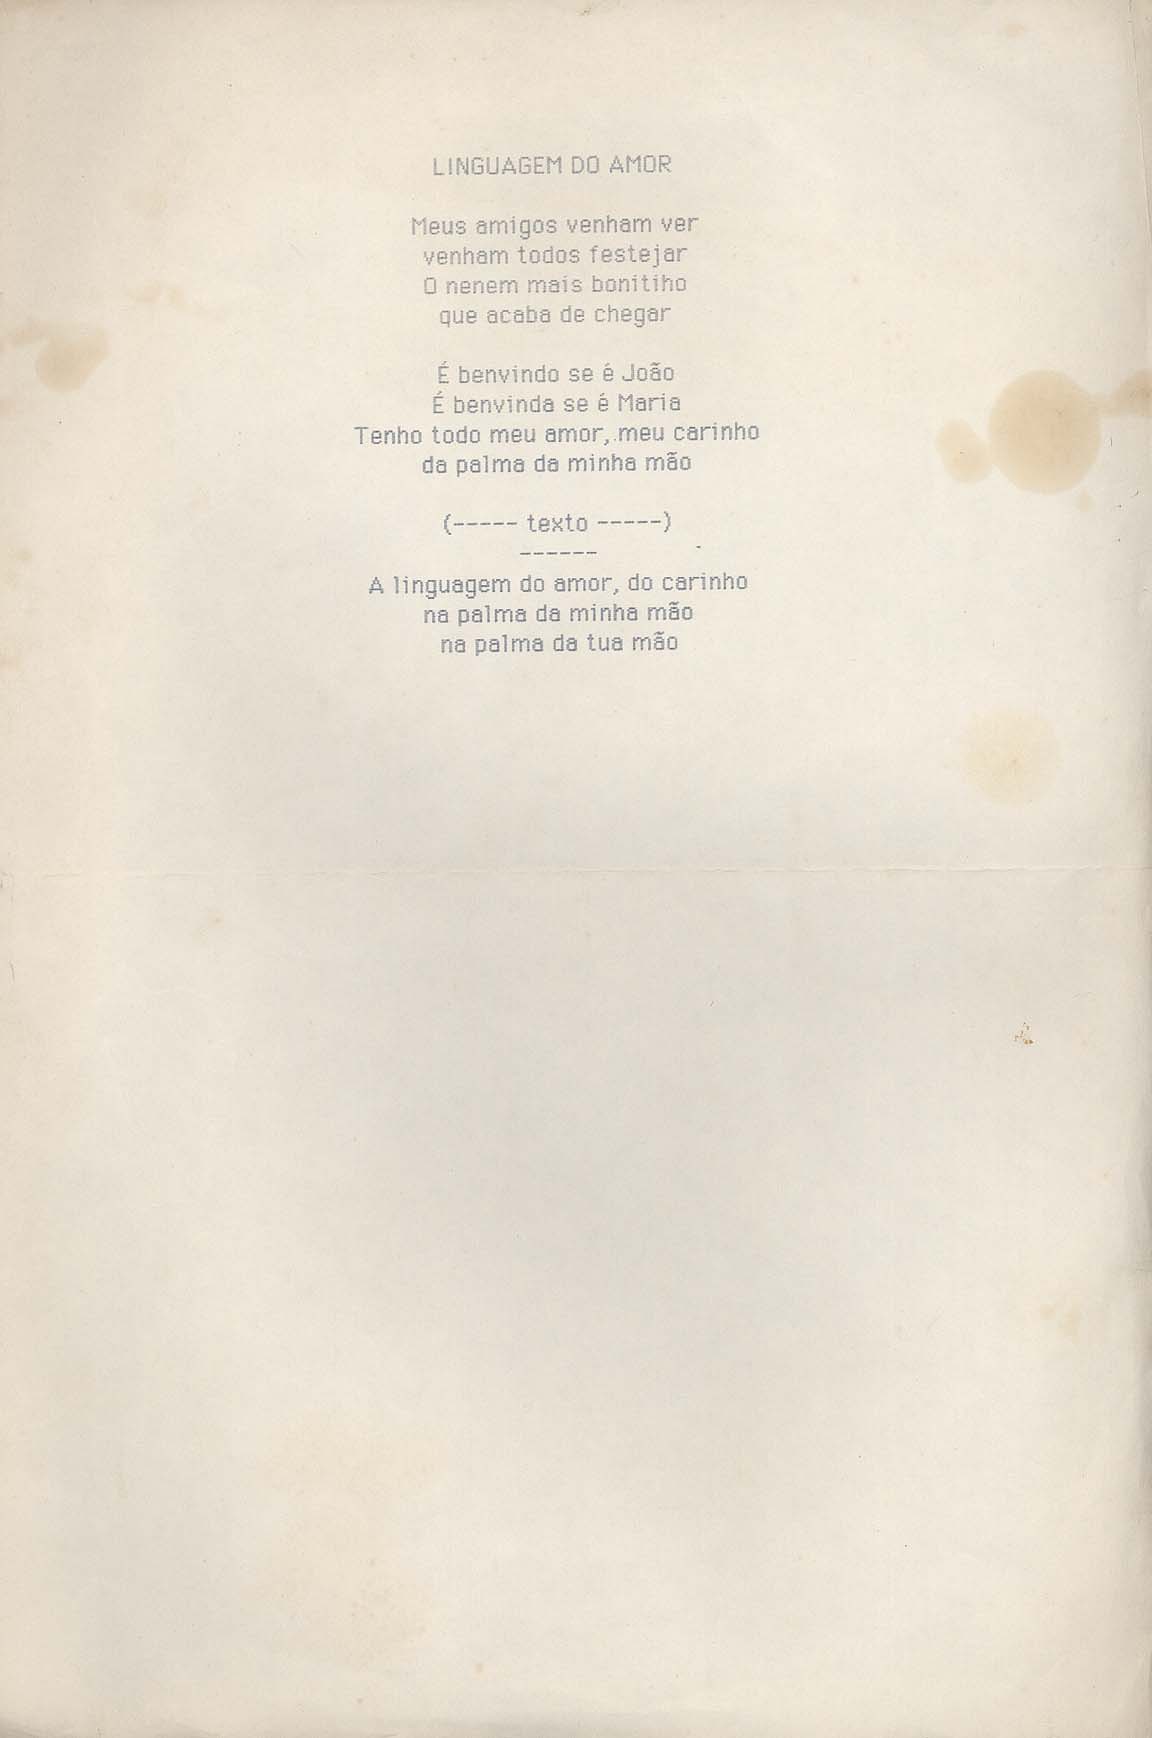 LINGUAGEM DO AMOR
Meus amigos venham ver
venham todos festejar
O nenem mais bonitiho
que acaba de chegar
É benvindo se é João
É benvinda se é Maria
Tenho todo meu amor, meu carinho
da palma da minha mão
(----- texto -----)
------
A linguagem do amor, do carinho
na palma da minha mão
na palma da tua mão